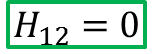 H₁₂ = 0